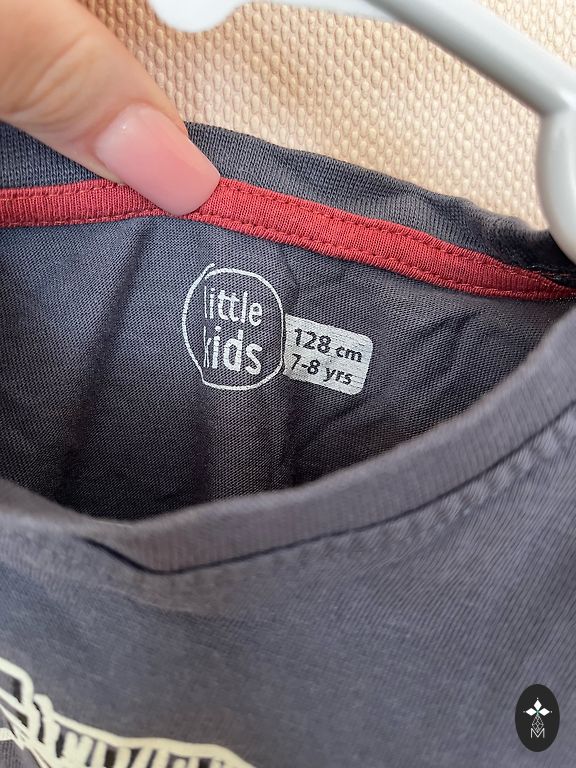 little
kids
128 cm
7-8 yrs
M